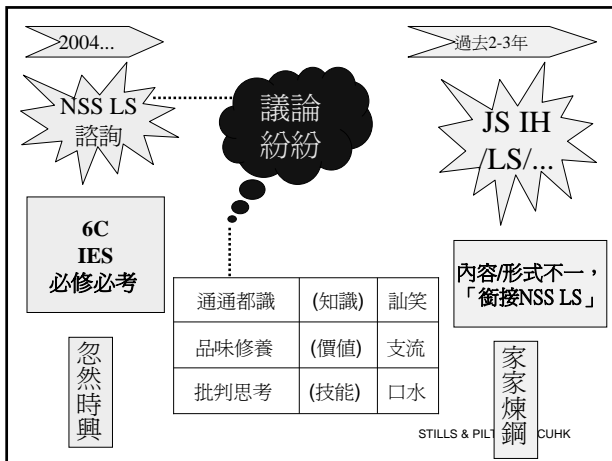 2004...
過去2-3年
NSS LS
諮詢
議論
紛紛
JS IH
/LS/...
6C
IES
必修必考
內容/形式不一，
「銜接NSS LS」
通通都識 (知識) 訕笑
品味修養 (價值) 支流
批判思考 (技能) 口水
忽然時興
家家煉鋼
STILLS & PILT CUHK